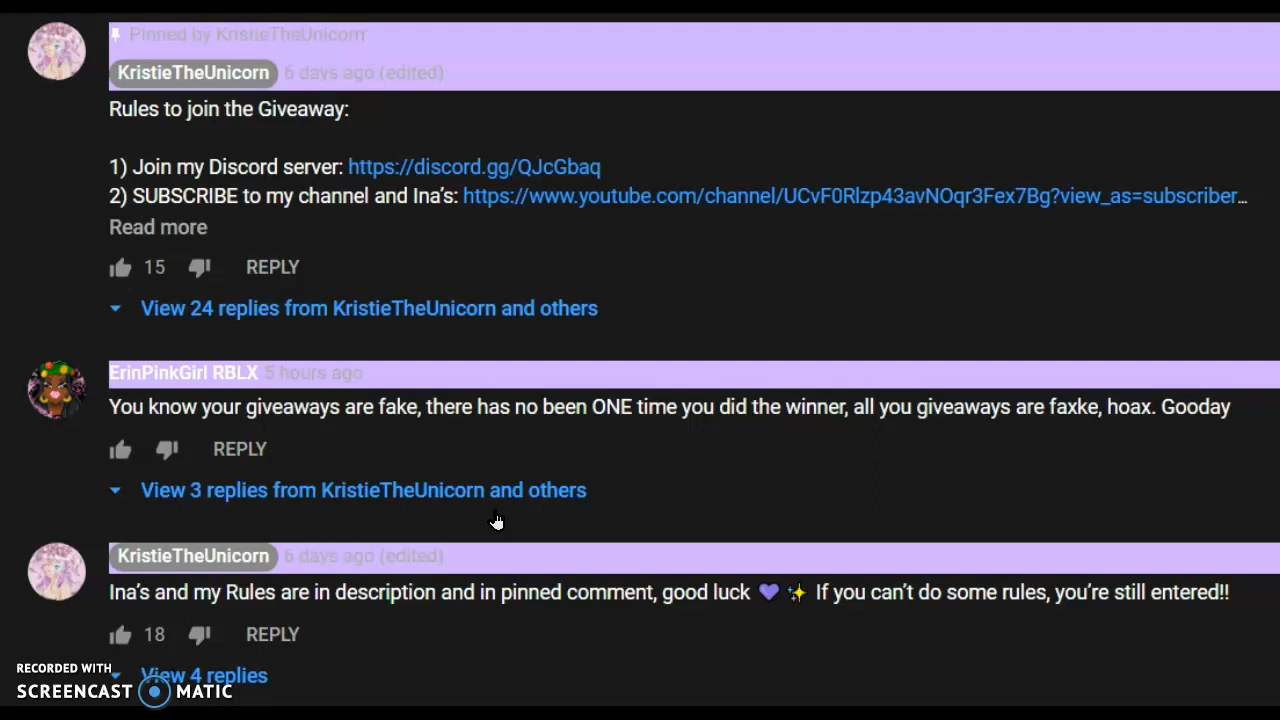 Pinned by KristieTheUnicorn
KristieTheUnicorn 6 days ago (edited)
Rules to join the Giveaway:
1) Join my Discord server: https://discord.gg/QJcGbaq
2) SUBSCRIBE to my channel and Ina’s: https://www.youtube.com/channel/UCvF0Rlzp43avNOqr3Fex7Bg?view_as=subscriber...
Read more
15 REPLY
View 24 replies from KristieTheUnicorn and others
ErinPinkGirl RBLX 5 hours ago
You know your giveaways are fake, there has no been ONE time you did the winner, all you giveaways are faxke, hoax. Gooday
REPLY
View 3 replies from KristieTheUnicorn and others
KristieTheUnicorn 6 days ago (edited)
Ina’s and my Rules are in description and in pinned comment, good luck 💜 ✨ If you can’t do some rules, you’re still entered!!
18 REPLY
View 4 replies
RECORDED WITH
SCREENCAST MATIC